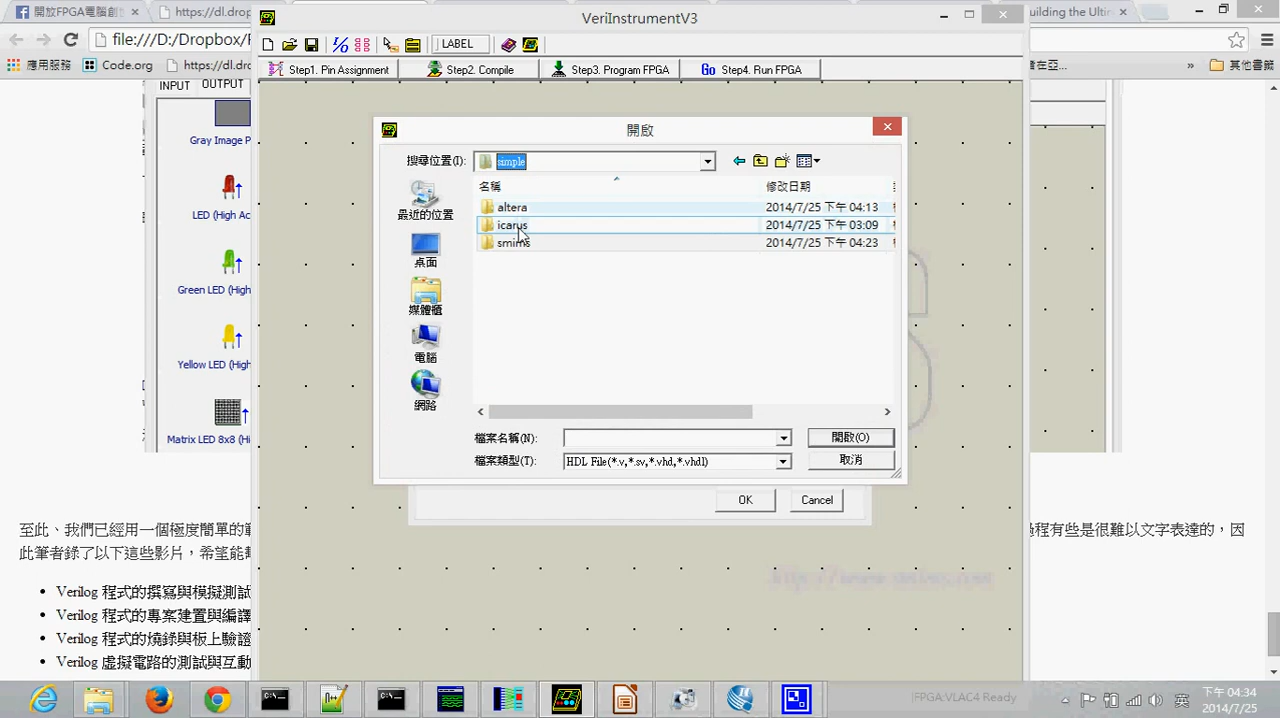 開放FPGA電腦創
https://dl.drop
VeriInstrumentV3
uilding the Ultin
file:///D:/Dropbox/F
LABEL
應用服務
Code.org
https://dl.drc
»
其他書籤
Step1. Pin Assignment
Step2. Compile
Step3. Program FPGA
Go Step4. Run FPGA
INPUT OUTPUT
Gray Image P
LED (High Ac
Green LED (High
Yellow LED (High
Matrix LED 8x8 (Hi
開啟
搜尋位置(I):
simple
名稱
修改日期
altera
2014/7/25 下午 04:13
icarus
2014/7/25 下午 03:09
smims
2014/7/25 下午 04:23
最近的位置
桌面
媒體櫃
電腦
網路
檔案名稱(N):
開啟(O)
檔案類型(T):
HDL File(*.v,*.sv,*.vhd,*.vhdl)
取消
OK
Cancel
至此、我們已經用一個極度簡單的範
過程有些是很難以文字表達的，因
此筆者錄了以下這些影片，希望能
• Verilog 程式的撰寫與模擬測試
• Verilog 程式的專案建置與編譯
• Verilog 程式的燒錄與板上驗證
• Verilog 虛擬電路的測試與互動
FPGA:VLAC4 Ready
英
下午 04:34
2014/7/25